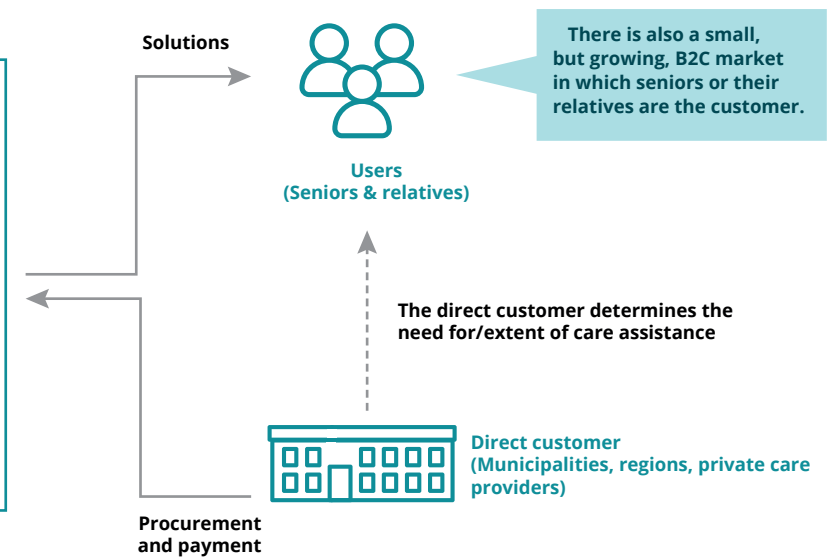 Solutions
There is also a small,
but growing, B2C market
in which seniors or their
relatives are the customer.
Users
(Seniors & relatives)
The direct customer determines the
need for/extent of care assistance
Direct customer
(Municipalities, regions, private care
providers)
Procurement
and payment